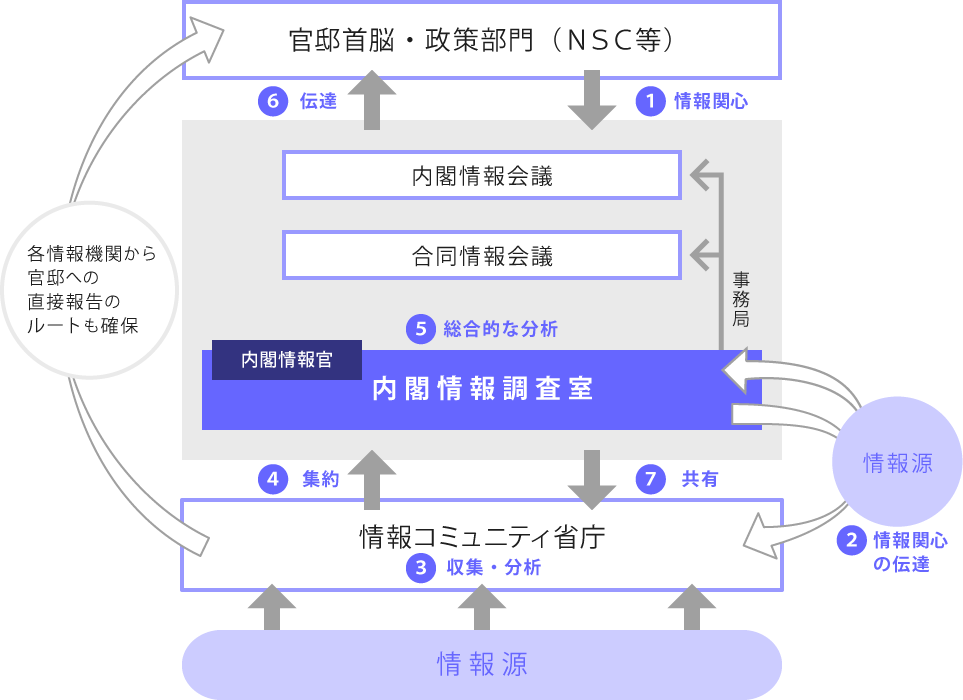 官邸首脳・政策部門（NSC等）
6 伝達
1 情報関心
内閣情報会議
合同情報会議
各情報機関から
官邸への
直接報告の
ルートも確保
事務局
5 総合的な分析
内閣情報官
内閣情報調査室
情報源
4 集約
7 共有
情報コミュニティ省庁
2 情報関心
の伝達
3 収集・分析
情報源